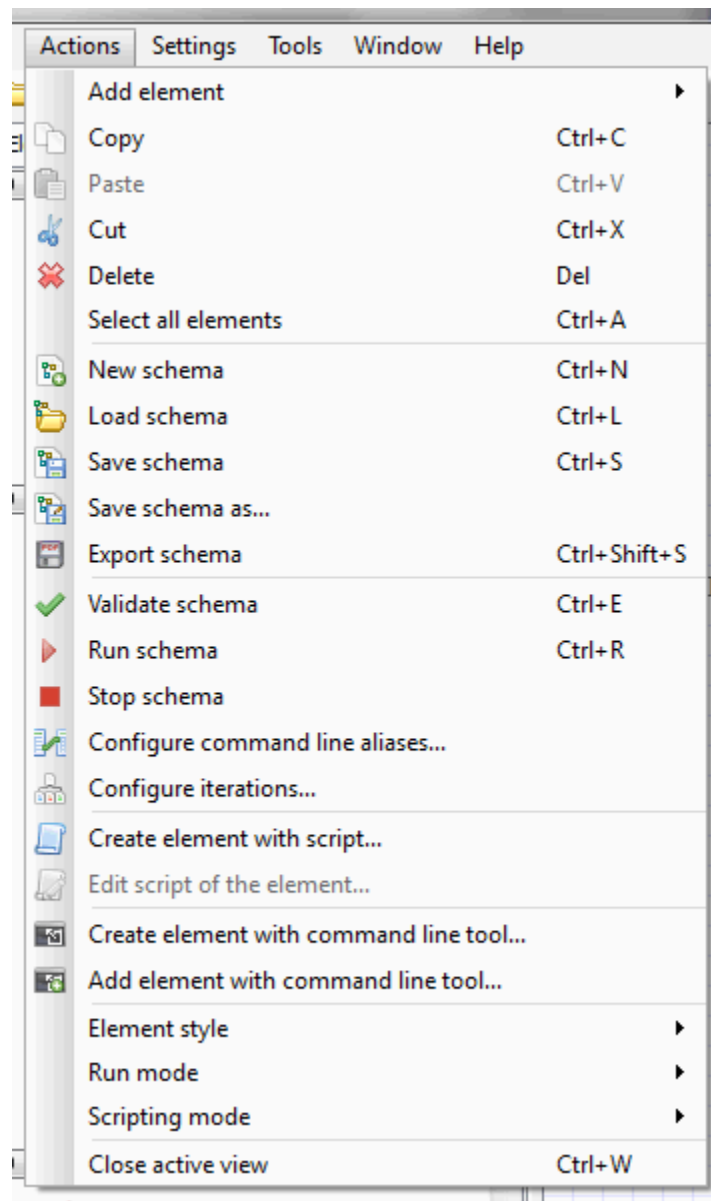 Actions Settings Tools Window Help
Add element
Copy Ctrl+C
Paste Ctrl+V
Cut Ctrl+X
Delete Del
Select all elements Ctrl+A
New schema Ctrl+N
Load schema Ctrl+L
Save schema Ctrl+S
Save schema as...
Export schema Ctrl+Shift+S
Validate schema Ctrl+E
Run schema Ctrl+R
Stop schema
Configure command line aliases...
Configure iterations...
Create element with script...
Edit script of the element...
Create element with command line tool...
Add element with command line tool...
Element style
Run mode
Scripting mode
Close active view Ctrl+W